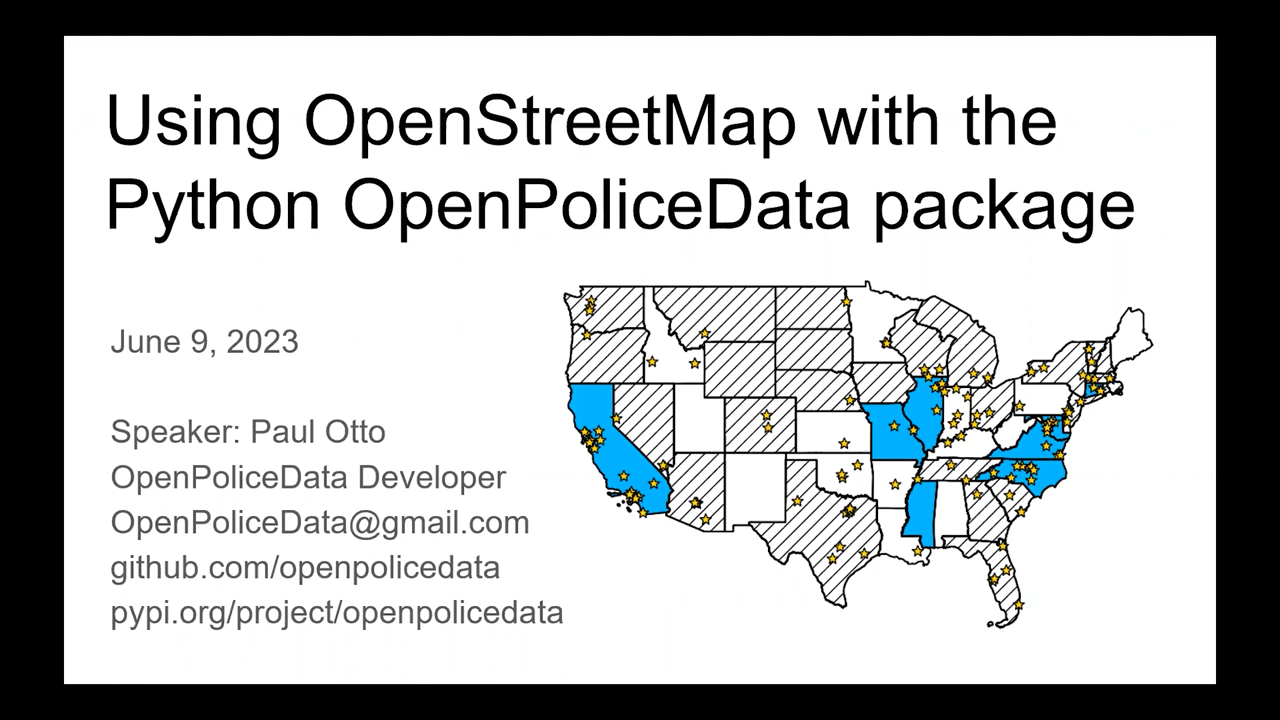 Using OpenStreetMap with the
Python OpenPoliceData package
June 9, 2023
Speaker: Paul Otto
OpenPoliceData Developer
OpenPoliceData@gmail.com
github.com/openpolicedata
pypi.org/project/openpolicedata